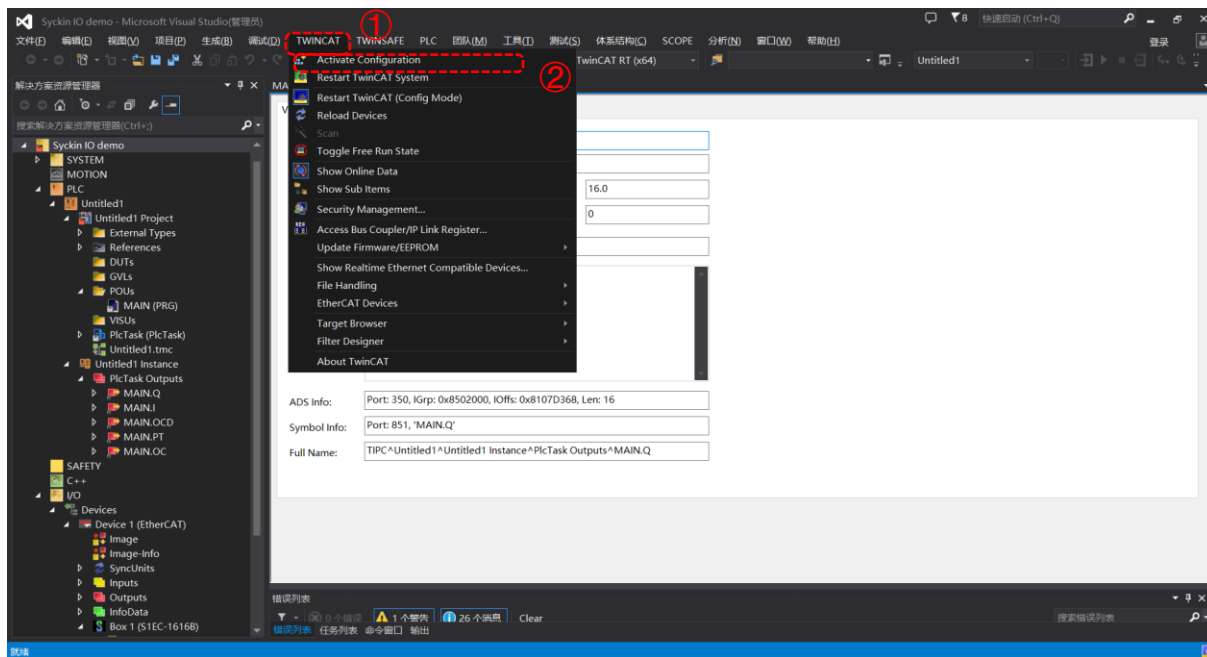 Syckin IO demo - Microsoft Visual Studio(管理员)
8 快速启动 (Ctrl+Q)
①
文件(F) 编辑(E) 视图(V) 项目(P) 生成(B) 调试(D) TWINCAT TWINSAFE PLC 团队(M) 工具(T) 测试(S) 体系结构(C) SCOPE 分析(N) 窗口(W) 帮助(H) 登录
Activate Configuration
②
TwinCAT RT (x64) Untitled1
Restart TwinCAT System
Restart TwinCAT (Config Mode)
Reload Devices
Scan
Toggle Free Run State
Show Online Data
Show Sub Items
Security Management...
Access Bus Coupler/IP Link Register...
Update Firmware/EEPROM
Show Realtime Ethernet Compatible Devices...
File Handling
EtherCAT Devices
Target Browser
Filter Designer
About TwinCAT
解决方案资源管理器
搜索解决方案资源管理器(Ctrl+;)
Syckin IO demo
SYSTEM
MOTION
PLC
Untitled1
Untitled1 Project
External Types
References
DUTs
GVLs
POUs
MAIN (PRG)
VISUs
PlcTask (PlcTask)
Untitled1.tmc
Untitled1 Instance
PlcTask Outputs
MAIN.Q
MAIN.I
MAIN.OCD
MAIN.PT
MAIN.OC
SAFETY
C++
I/O
Devices
Device 1 (EtherCAT)
Image
Image-Info
SyncUnits
Inputs
Outputs
InfoData
Box 1 (S1EC-1616B)
MA
V
16.0
0
ADS Info: Port: 350, IGrp: 0x8502000, IOffs: 0x8107D368, Len: 16
Symbol Info: Port: 851, 'MAIN.Q'
Full Name: TIPC^Untitled1^Untitled1 Instance^PlcTask Outputs^MAIN.Q
错误列表
0 个错误 1 个警告 26 个消息 Clear 搜索错误列表
错误列表 任务列表 命令窗口 输出
就绪